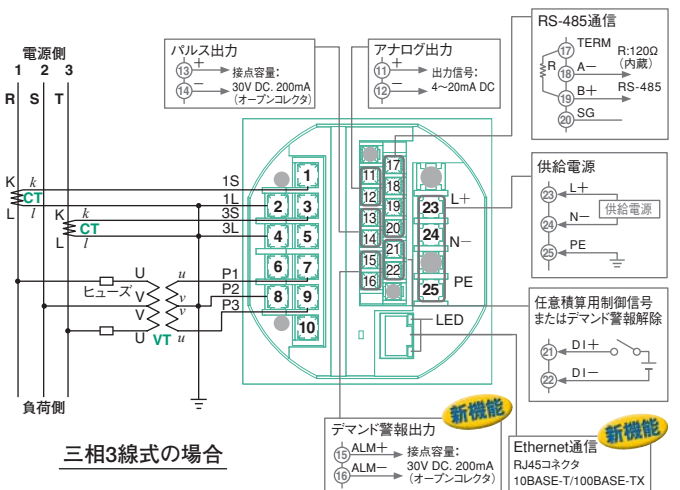 電源側
1 2 3
R S T
K k
CT
L l
K k
CT
L l
1S
1L
3S
3L
P1
P2
P3
U u
ヒューズ
V v
V v
U u
VT
負荷側
三相3線式の場合
パルス出力
13 +
14 −
接点容量:
30V DC. 200mA
(オープンコレクタ)
アナログ出力
11 +
12 −
出力信号:
4〜20mA DC
RS-485通信
17 TERM
R
R:120Ω
(内蔵)
18 A−
19 B+
RS-485
20 SG
1
2 3
4 5
6 7
8 9
10
11
12
13
14
15
16
17
18
19
20
21
22
23
24
25
L+
N−
PE
LED
供給電源
23 L+
24 N−
供給電源
25 PE
任意積算用制御信号
またはデマンド警報解除
21 DI+
22 DI−
新機能
デマンド警報出力
15 ALM+
16 ALM−
接点容量:
30V DC. 200mA
(オープンコレクタ)
新機能
Ethernet通信
RJ45コネクタ
10BASE-T/100BASE-TX